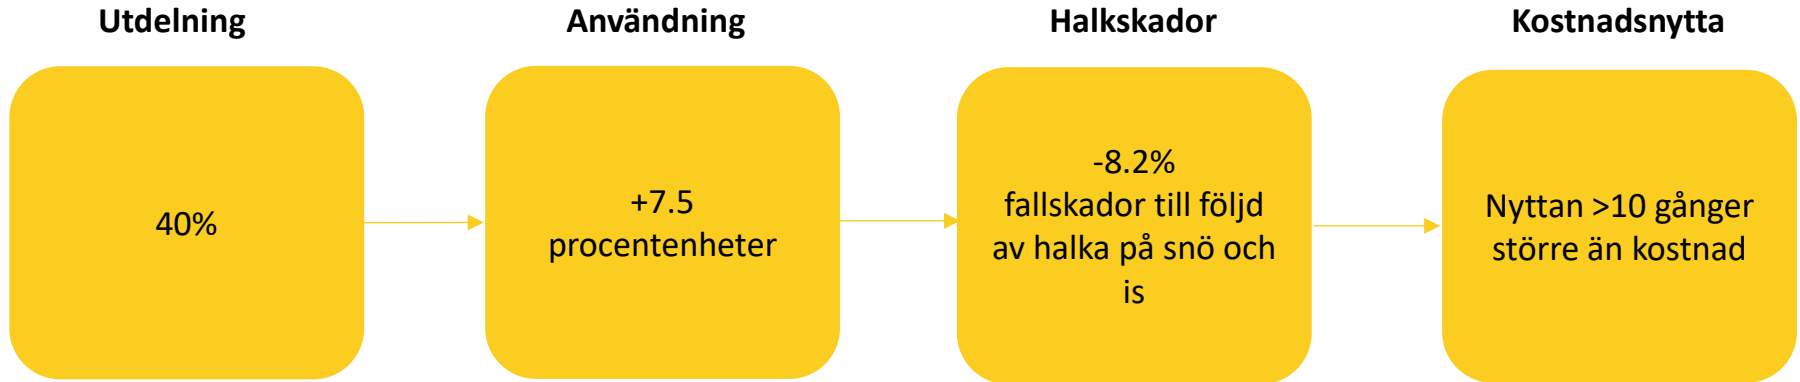 Utdelning
Användning
Halkskador
Kostnadsnytta
40%
+7.5
procentenheter
-8.2%
fallskador till följd
av halka på snö och
is
Nyttan >10 gånger
större än kostnad